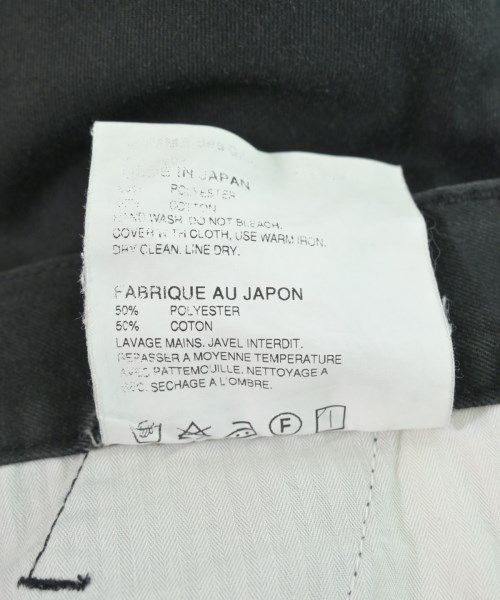 MADE IN JAPAN
POLYESTER
COTTON
HAND WASH. DO NOT BLEACH.
COVER WITH CLOTH, USE WARM IRON.
DRY CLEAN. LINE DRY.
FABRIQUE AU JAPON
50% POLYESTER
50% COTON
LAVAGE MAINS. JAVEL INTERDIT.
REPASSER A MOYENNE TEMPERATURE
AVEC PATTEMOUILLE. NETTOYAGE A
SEC. SECHAGE A L'OMBRE.
F